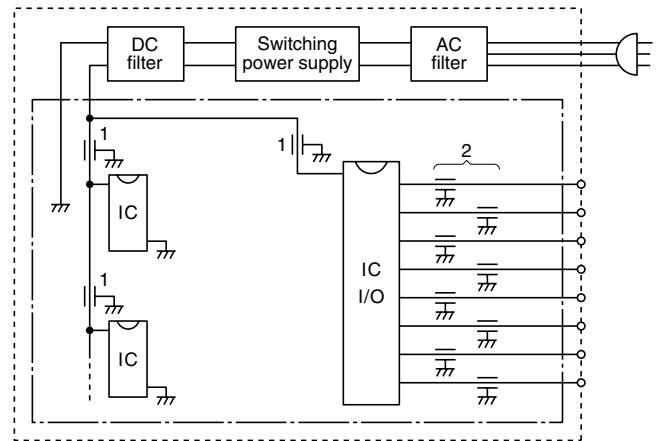 DC
filter
Switching
power supply
AC
filter
1
1
2
IC
IC
I/O
1
IC